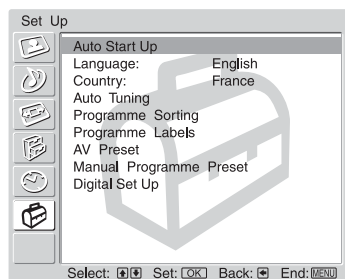 Set Up
Auto Start Up
Language: English
Country: France
Auto Tuning
Programme Sorting
Programme Labels
AV Preset
Manual Programme Preset
Digital Set Up
Select: Set: OK Back: End: MENU